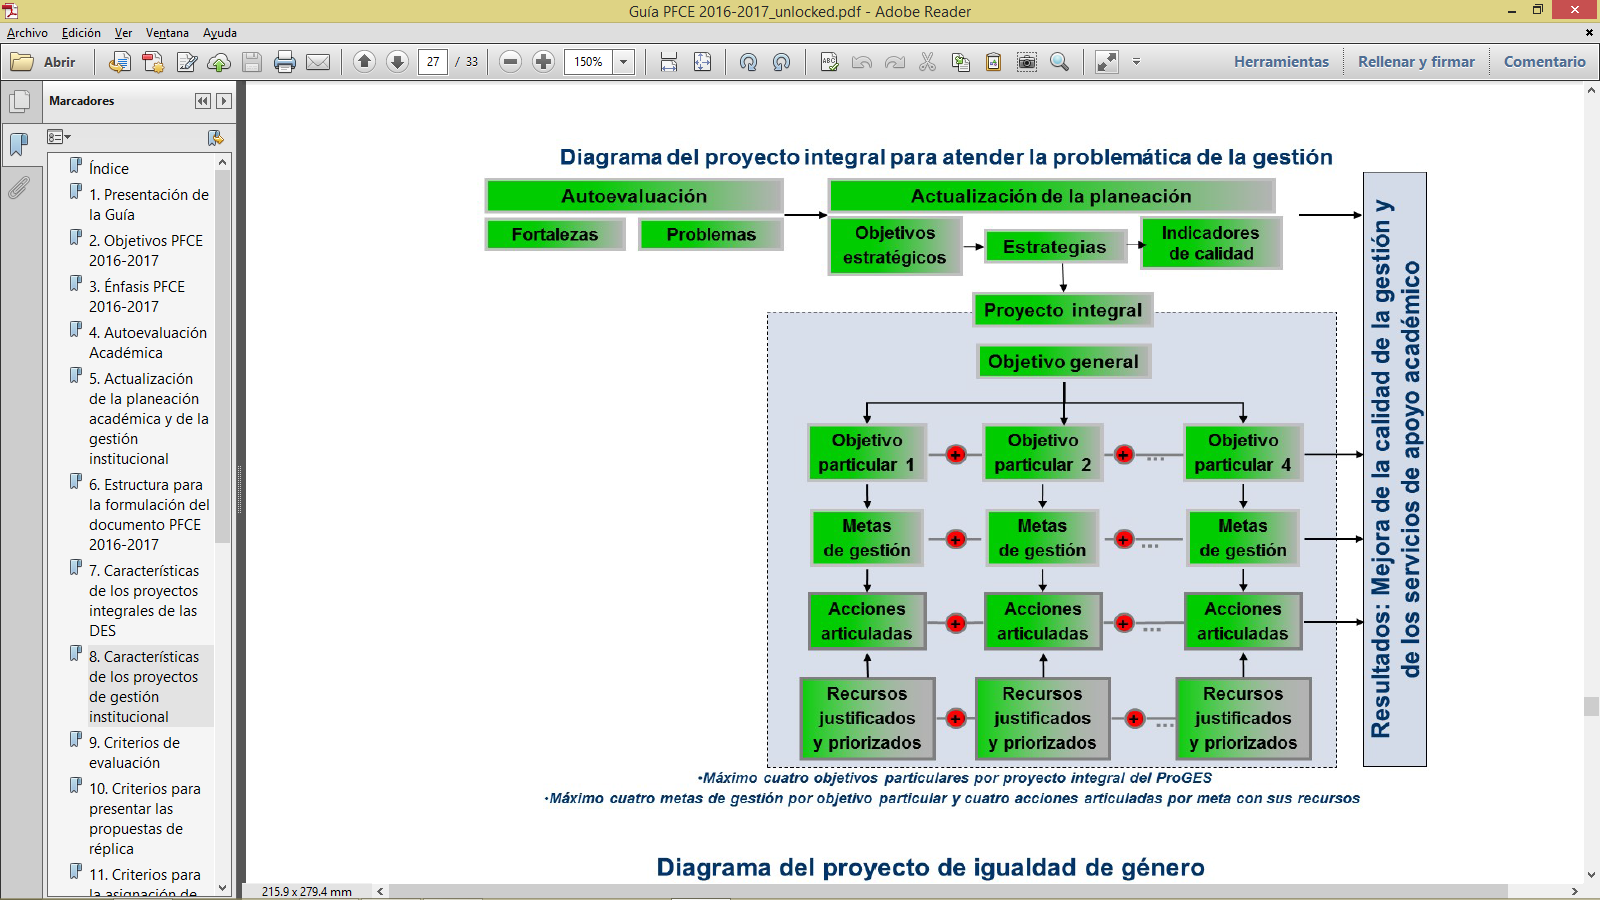 Guía PFCE 2016-2017_unlocked.pdf - Adobe Reader
Archivo Edición Ver Ventana Ayuda
Abrir 27 / 33 150% Herramientas Rellenar y firmar Comentario
Marcadores
Índice
1. Presentación de
la Guía
2. Objetivos PFCE
2016-2017
3. Énfasis PFCE
2016-2017
4. Autoevaluación
Académica
5. Actualización
de la planeación
académica y de la
gestión
institucional
6. Estructura para
la formulación del
documento PFCE
2016-2017
7. Características
de los proyectos
integrales de las
DES
8. Características
de los proyectos
de gestión
institucional
9. Criterios de
evaluación
10. Criterios para
presentar las
propuestas de
réplica
11. Criterios para
la asignación de
Diagrama del proyecto integral para atender la problemática de la gestión
Autoevaluación
Fortalezas Problemas
Actualización de la planeación
Objetivos
estratégicos
Estrategias
Indicadores
de calidad
Proyecto integral
Objetivo general
Objetivo
particular 1
+
Objetivo
particular 2
+
...
Objetivo
particular 4
Metas
de gestión
+
Metas
de gestión
+
...
Metas
de gestión
Acciones
articuladas
+
Acciones
articuladas
+
...
Acciones
articuladas
Recursos
justificados
y priorizados
+
Recursos
justificados
y priorizados
+
...
Recursos
justificados
y priorizados
Resultados: Mejora de la calidad de la gestión y
de los servicios de apoyo académico
•Máximo cuatro objetivos particulares por proyecto integral del ProGES
•Máximo cuatro metas de gestión por objetivo particular y cuatro acciones articuladas por meta con sus recursos
Diagrama del proyecto de igualdad de género
215.9 x 279.4 mm